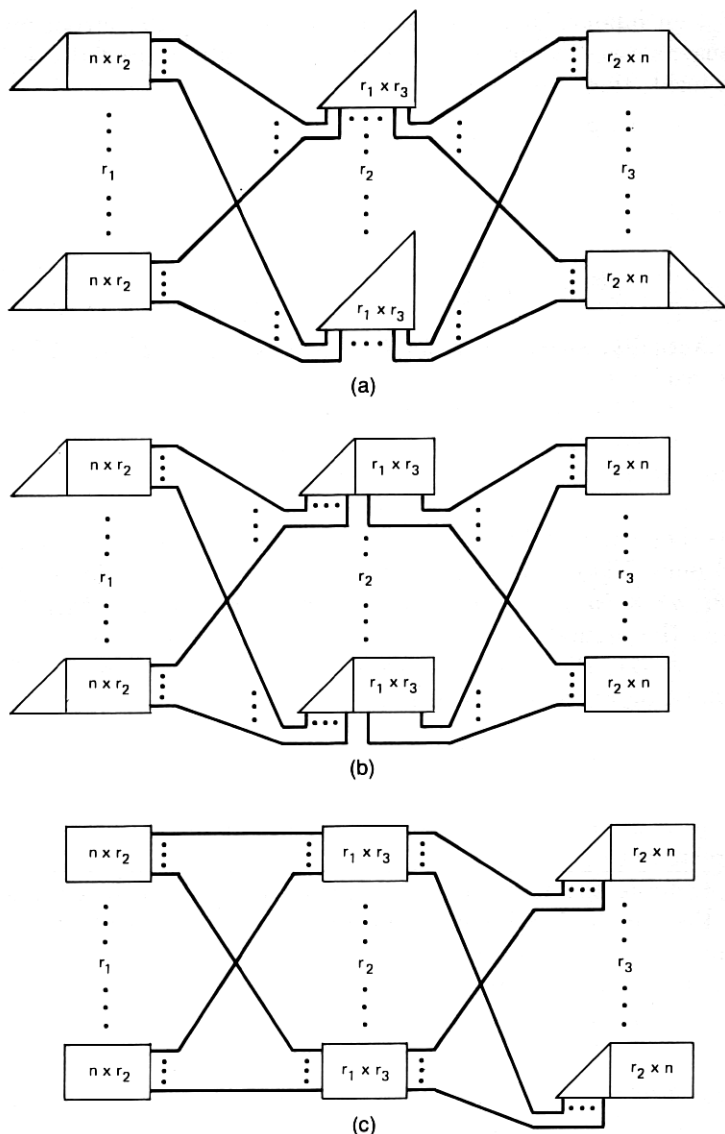 n x r₂ r₁ x r₃ r₂ x n
r₁ r₂ r₃
n x r₂ r₁ x r₃ r₂ x n
(a)
n x r₂ r₁ x r₃ r₂ x n
r₁ r₂ r₃
n x r₂ r₁ x r₃ r₂ x n
(b)
n x r₂ r₁ x r₃ r₂ x n
r₁ r₂ r₃
n x r₂ r₁ x r₃ r₂ x n
(c)